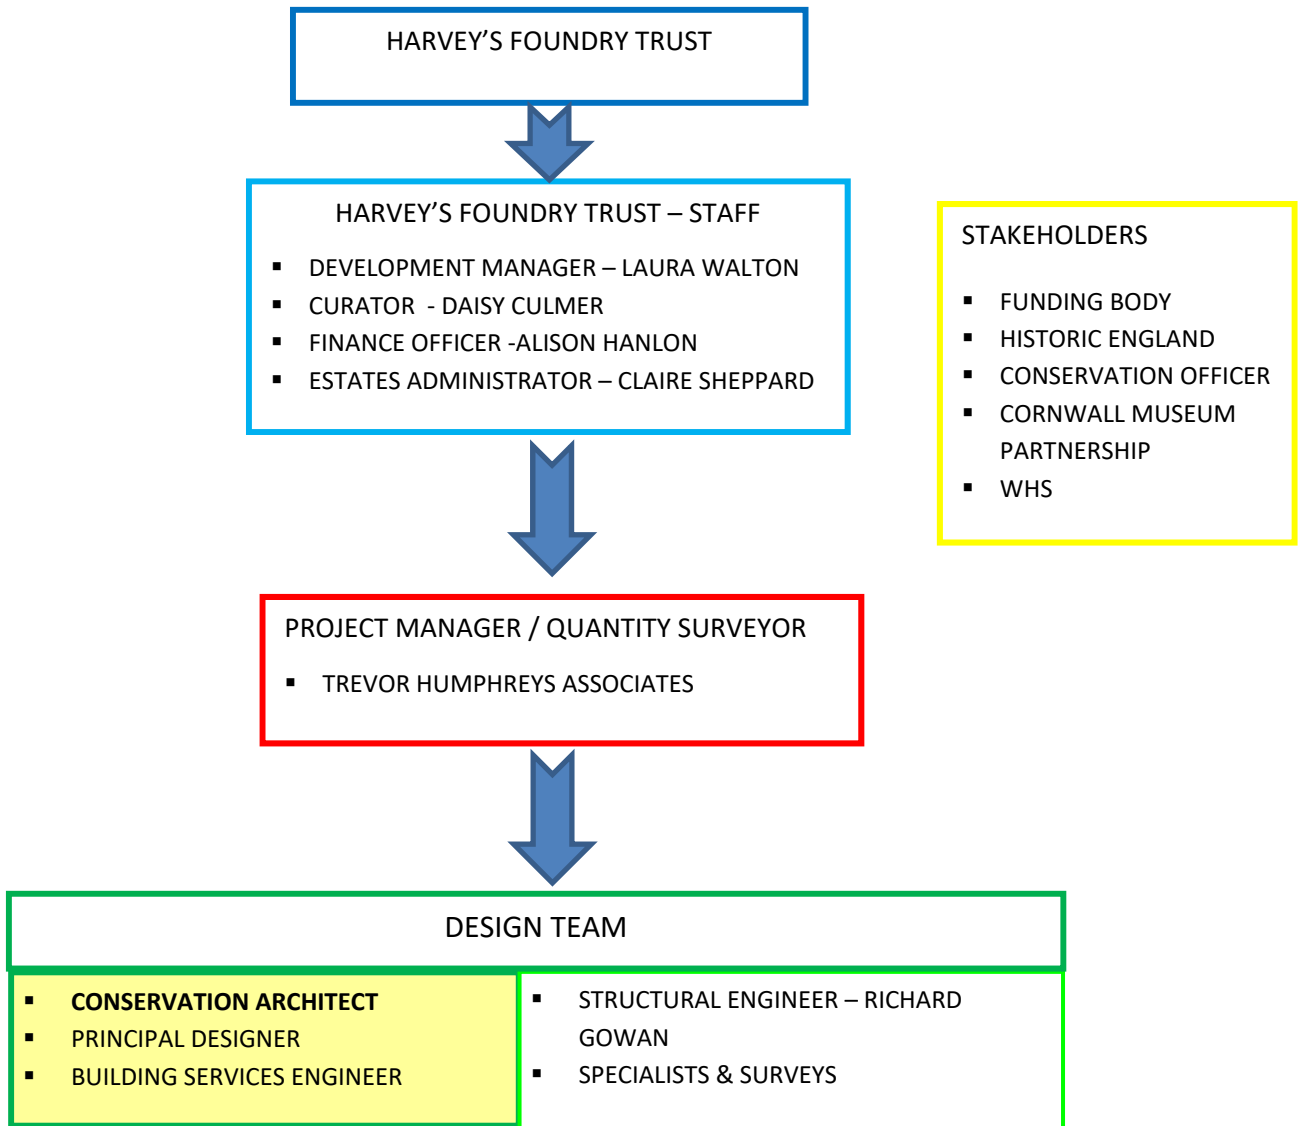 HARVEY’S FOUNDRY TRUST
HARVEY’S FOUNDRY TRUST – STAFF
▪ DEVELOPMENT MANAGER – LAURA WALTON
▪ CURATOR - DAISY CULMER
▪ FINANCE OFFICER -ALISON HANLON
▪ ESTATES ADMINISTRATOR – CLAIRE SHEPPARD
STAKEHOLDERS
▪ FUNDING BODY
▪ HISTORIC ENGLAND
▪ CONSERVATION OFFICER
▪ CORNWALL MUSEUM
PARTNERSHIP
▪ WHS
PROJECT MANAGER / QUANTITY SURVEYOR
▪ TREVOR HUMPHREYS ASSOCIATES
DESIGN TEAM
▪ CONSERVATION ARCHITECT
▪ PRINCIPAL DESIGNER
▪ BUILDING SERVICES ENGINEER
▪ STRUCTURAL ENGINEER – RICHARD
GOWAN
▪ SPECIALISTS & SURVEYS